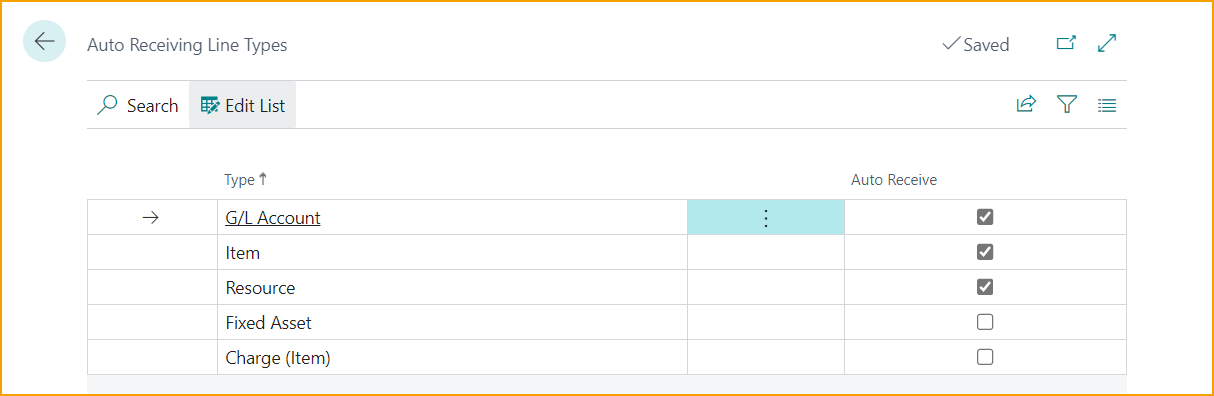 Auto Receiving Line Types
Saved
Search
Edit List
Type
Auto Receive
G/L Account
Item
Resource
Fixed Asset
Charge (Item)